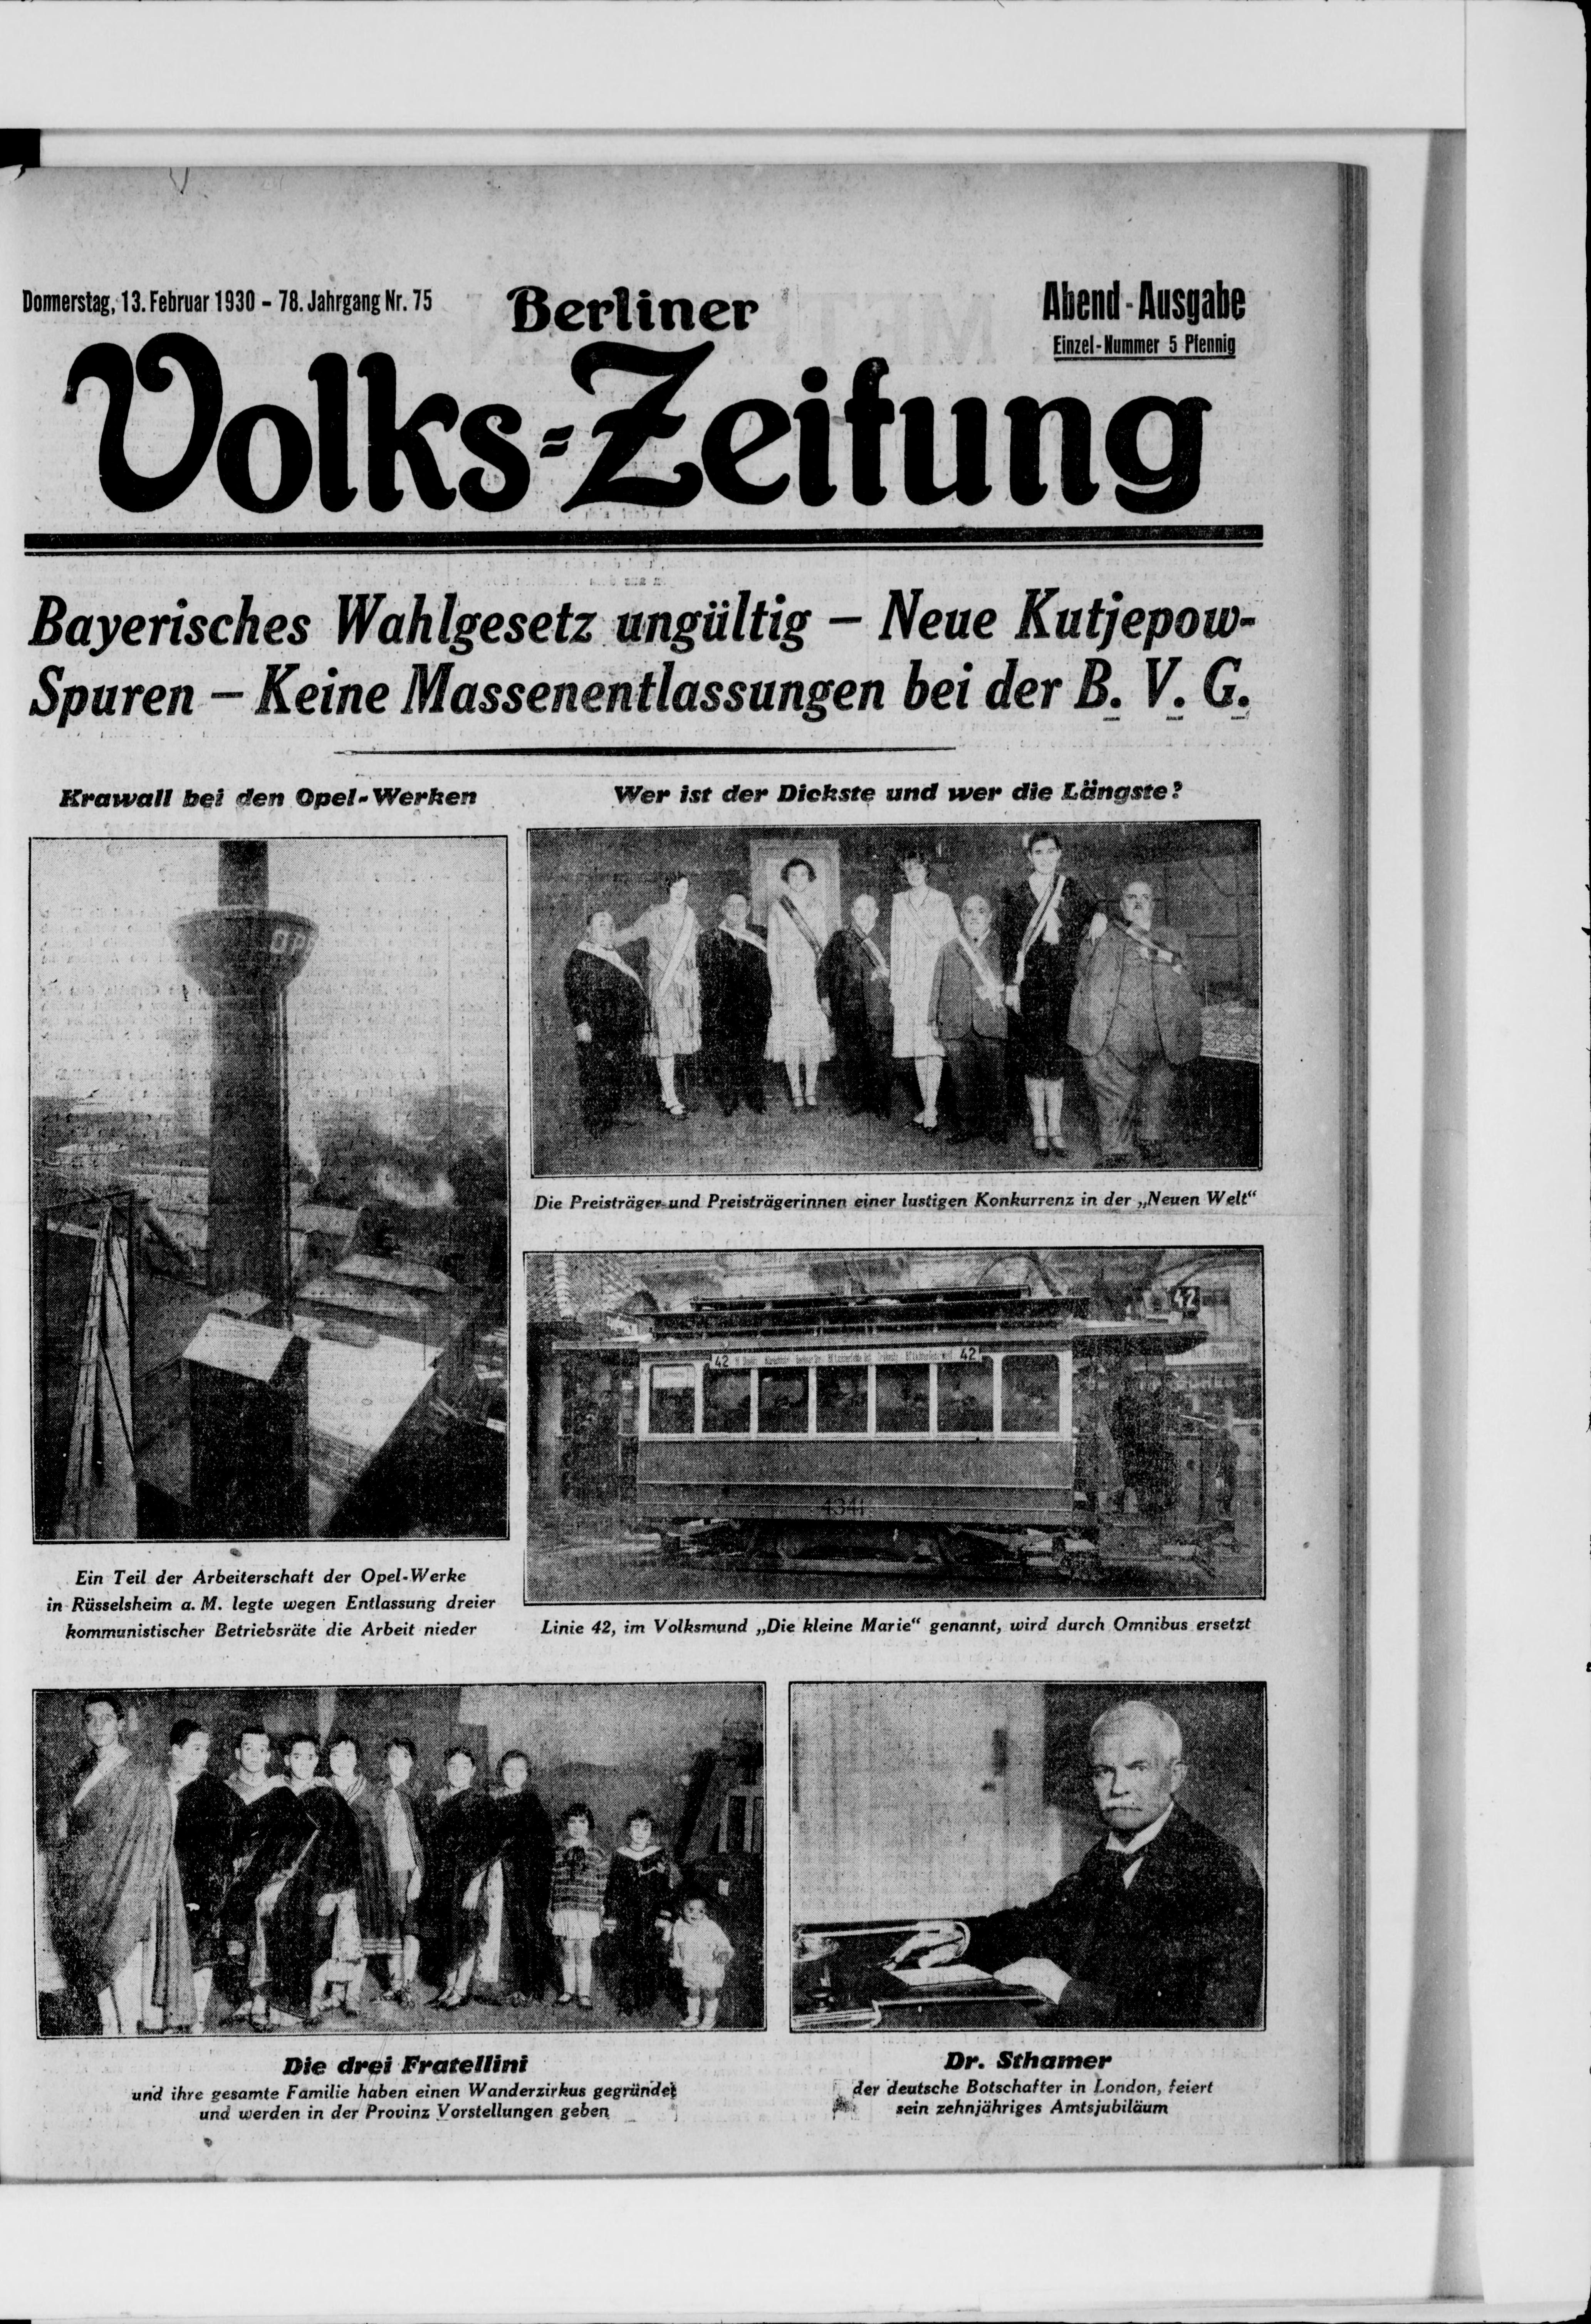 Donnerstag, 13. Februar 1930 - 78. Jahrgang Nr. 75
Berliner
Abend-Ausgabe
Einzel-Nummer 5 Pfennig
Volks-Zeitung
Bayerisches Wahlgesetz ungültig – Neue Kutjepow-
Spuren – Keine Massenentlassungen bei der B. V. G.
Krawall bei den Opel-Werken
Ein Teil der Arbeiterschaft der Opel-Werke
in Rüsselsheim a. M. legte wegen Entlassung dreier
kommunistischer Betriebsräte die Arbeit nieder
Wer ist der Dickste und wer die Längste?
Die Preisträger und Preisträgerinnen einer lustigen Konkurrenz in der „Neuen Welt“
42
42
42
4341
Linie 42, im Volksmund „Die kleine Marie“ genannt, wird durch Omnibus ersetzt
Die drei Fratellini
und ihre gesamte Familie haben einen Wanderzirkus gegründet
und werden in der Provinz Vorstellungen geben
Dr. Sthamer
der deutsche Botschafter in London, feiert
sein zehnjähriges Amtsjubiläum